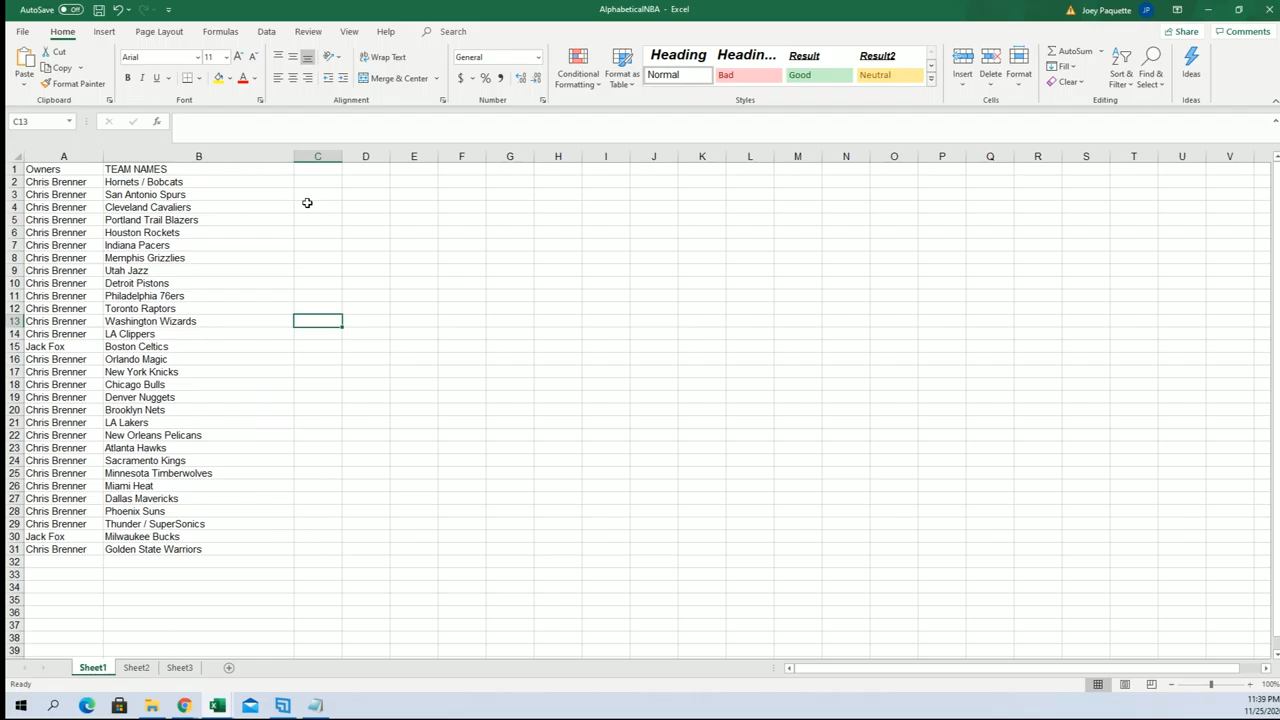 AutoSave Off AlphabeticalNBA - Excel Joey Paquette JP
File Home Insert Page Layout Formulas Data Review View Help Search Share Comments
Paste Cut Copy Format Painter Clipboard
Arial 11 B I U A Font
Wrap Text Merge & Center Alignment
General $ % Number
Conditional Formatting Format as Table
Heading Headin... Result Result2
Normal Bad Good Neutral
Styles
Insert Delete Format Cells
AutoSum Fill Clear Sort & Filter Find & Select Editing
Ideas Ideas
C13 fx
A B C D E F G H I J K L M N O P Q R S T U V
1 Owners TEAM NAMES
2 Chris Brenner Hornets / Bobcats
3 Chris Brenner San Antonio Spurs
4 Chris Brenner Cleveland Cavaliers
5 Chris Brenner Portland Trail Blazers
6 Chris Brenner Houston Rockets
7 Chris Brenner Indiana Pacers
8 Chris Brenner Memphis Grizzlies
9 Chris Brenner Utah Jazz
10 Chris Brenner Detroit Pistons
11 Chris Brenner Philadelphia 76ers
12 Chris Brenner Toronto Raptors
13 Chris Brenner Washington Wizards
14 Chris Brenner LA Clippers
15 Jack Fox Boston Celtics
16 Chris Brenner Orlando Magic
17 Chris Brenner New York Knicks
18 Chris Brenner Chicago Bulls
19 Chris Brenner Denver Nuggets
20 Chris Brenner Brooklyn Nets
21 Chris Brenner LA Lakers
22 Chris Brenner New Orleans Pelicans
23 Chris Brenner Atlanta Hawks
24 Chris Brenner Sacramento Kings
25 Chris Brenner Minnesota Timberwolves
26 Chris Brenner Miami Heat
27 Chris Brenner Dallas Mavericks
28 Chris Brenner Phoenix Suns
29 Chris Brenner Thunder / SuperSonics
30 Jack Fox Milwaukee Bucks
31 Chris Brenner Golden State Warriors
32
33
34
35
36
37
38
39
Sheet1 Sheet2 Sheet3
Ready 100%
11:39 PM